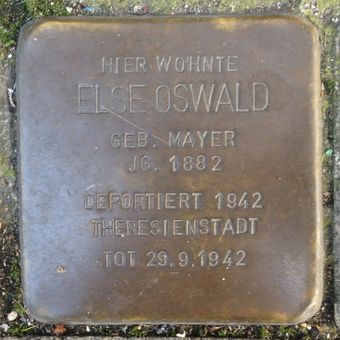 HIER WOHNTE
ELSE OSWALD
GEB. MAYER
JG. 1882
DEPORTIERT 1942
THERESIENSTADT
TOT 29.9.1942